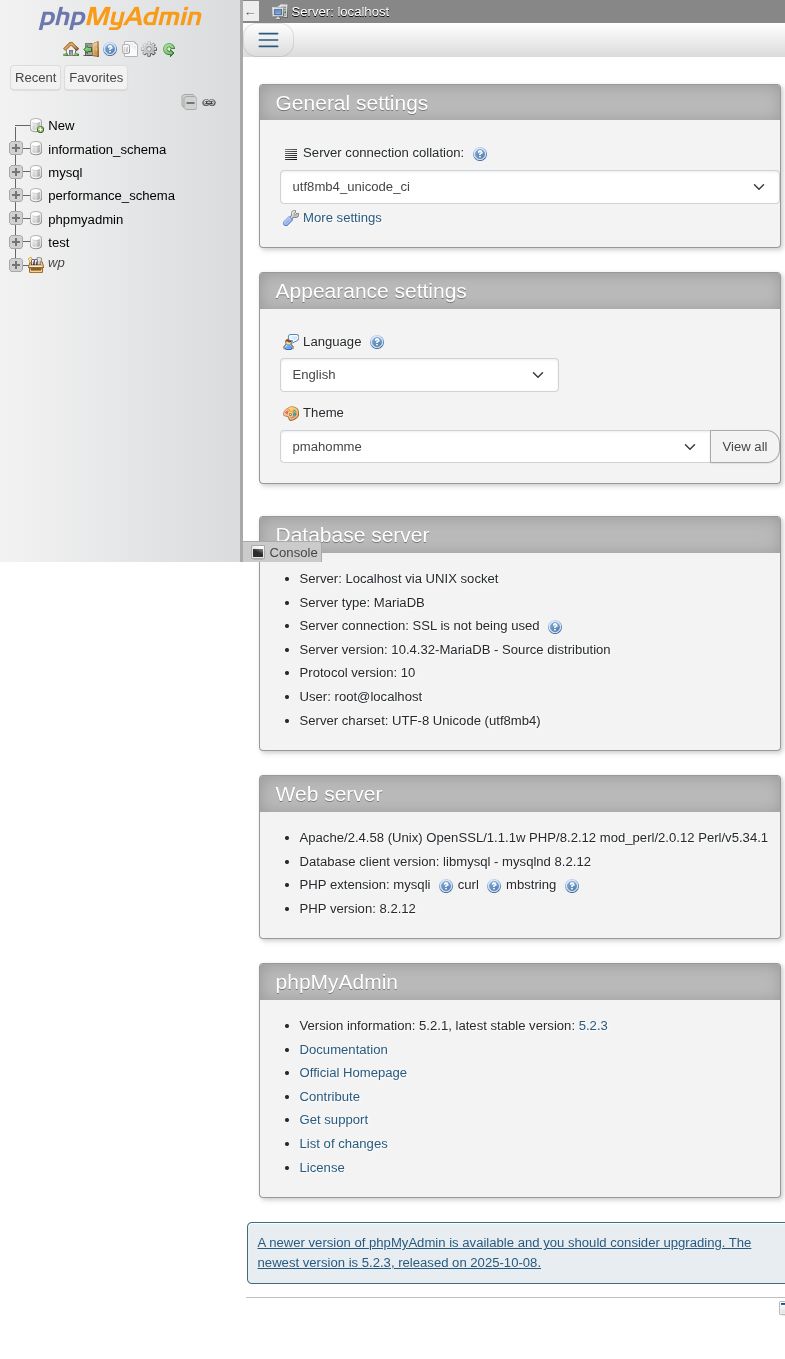 phpMyAdmin
Recent Favorites
New
information_schema
mysql
performance_schema
phpmyadmin
test
wp
← Server: localhost
General settings
Server connection collation:
utf8mb4_unicode_ci
More settings
Appearance settings
Language
English
Theme
pmahomme View all
Database server
Console
Server: Localhost via UNIX socket
Server type: MariaDB
Server connection: SSL is not being used
Server version: 10.4.32-MariaDB - Source distribution
Protocol version: 10
User: root@localhost
Server charset: UTF-8 Unicode (utf8mb4)
Web server
Apache/2.4.58 (Unix) OpenSSL/1.1.1w PHP/8.2.12 mod_perl/2.0.12 Perl/v5.34.1
Database client version: libmysql - mysqlnd 8.2.12
PHP extension: mysqli curl mbstring
PHP version: 8.2.12
phpMyAdmin
Version information: 5.2.1, latest stable version: 5.2.3
Documentation
Official Homepage
Contribute
Get support
List of changes
License
A newer version of phpMyAdmin is available and you should consider upgrading. The
newest version is 5.2.3, released on 2025-10-08.